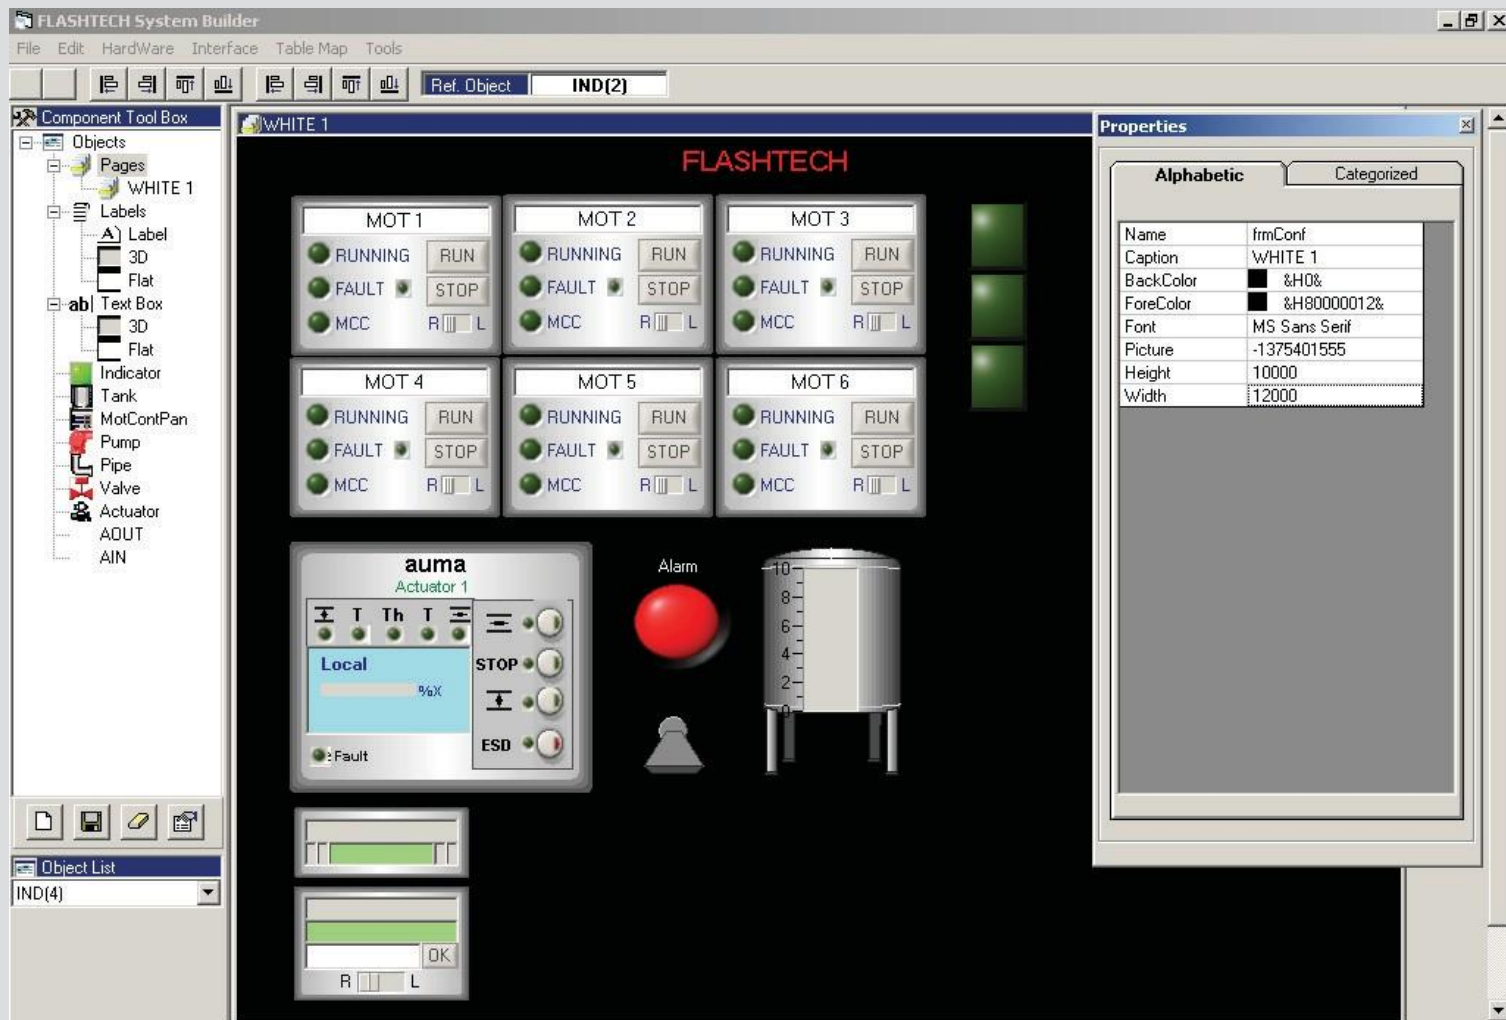 FLASHTECH System Builder
File Edit HardWare Interface Table Map Tools
Ref. Object IND(2)
Component Tool Box
Objects
Pages
WHITE 1
Labels
A) Label
3D
Flat
ab| Text Box
3D
Flat
Indicator
Tank
MotContPan
Pump
Pipe
Valve
Actuator
AOUT
AIN
Object List
IND(4)
WHITE 1
FLASHTECH
MOT 1
RUNNING RUN
FAULT STOP
MCC R L
MOT 2
RUNNING RUN
FAULT STOP
MCC R L
MOT 3
RUNNING RUN
FAULT STOP
MCC R L
MOT 4
RUNNING RUN
FAULT STOP
MCC R L
MOT 5
RUNNING RUN
FAULT STOP
MCC R L
MOT 6
RUNNING RUN
FAULT STOP
MCC R L
auma
Actuator 1
T Th T
Local
%X
STOP
ESD
Fault
Alarm
10
8
6
4
2
0
OK
R L
Properties
Alphabetic Categorized
Name frmConf
Caption WHITE 1
BackColor &H0&
ForeColor &H80000012&
Font MS Sans Serif
Picture -1375401555
Height 10000
Width 12000